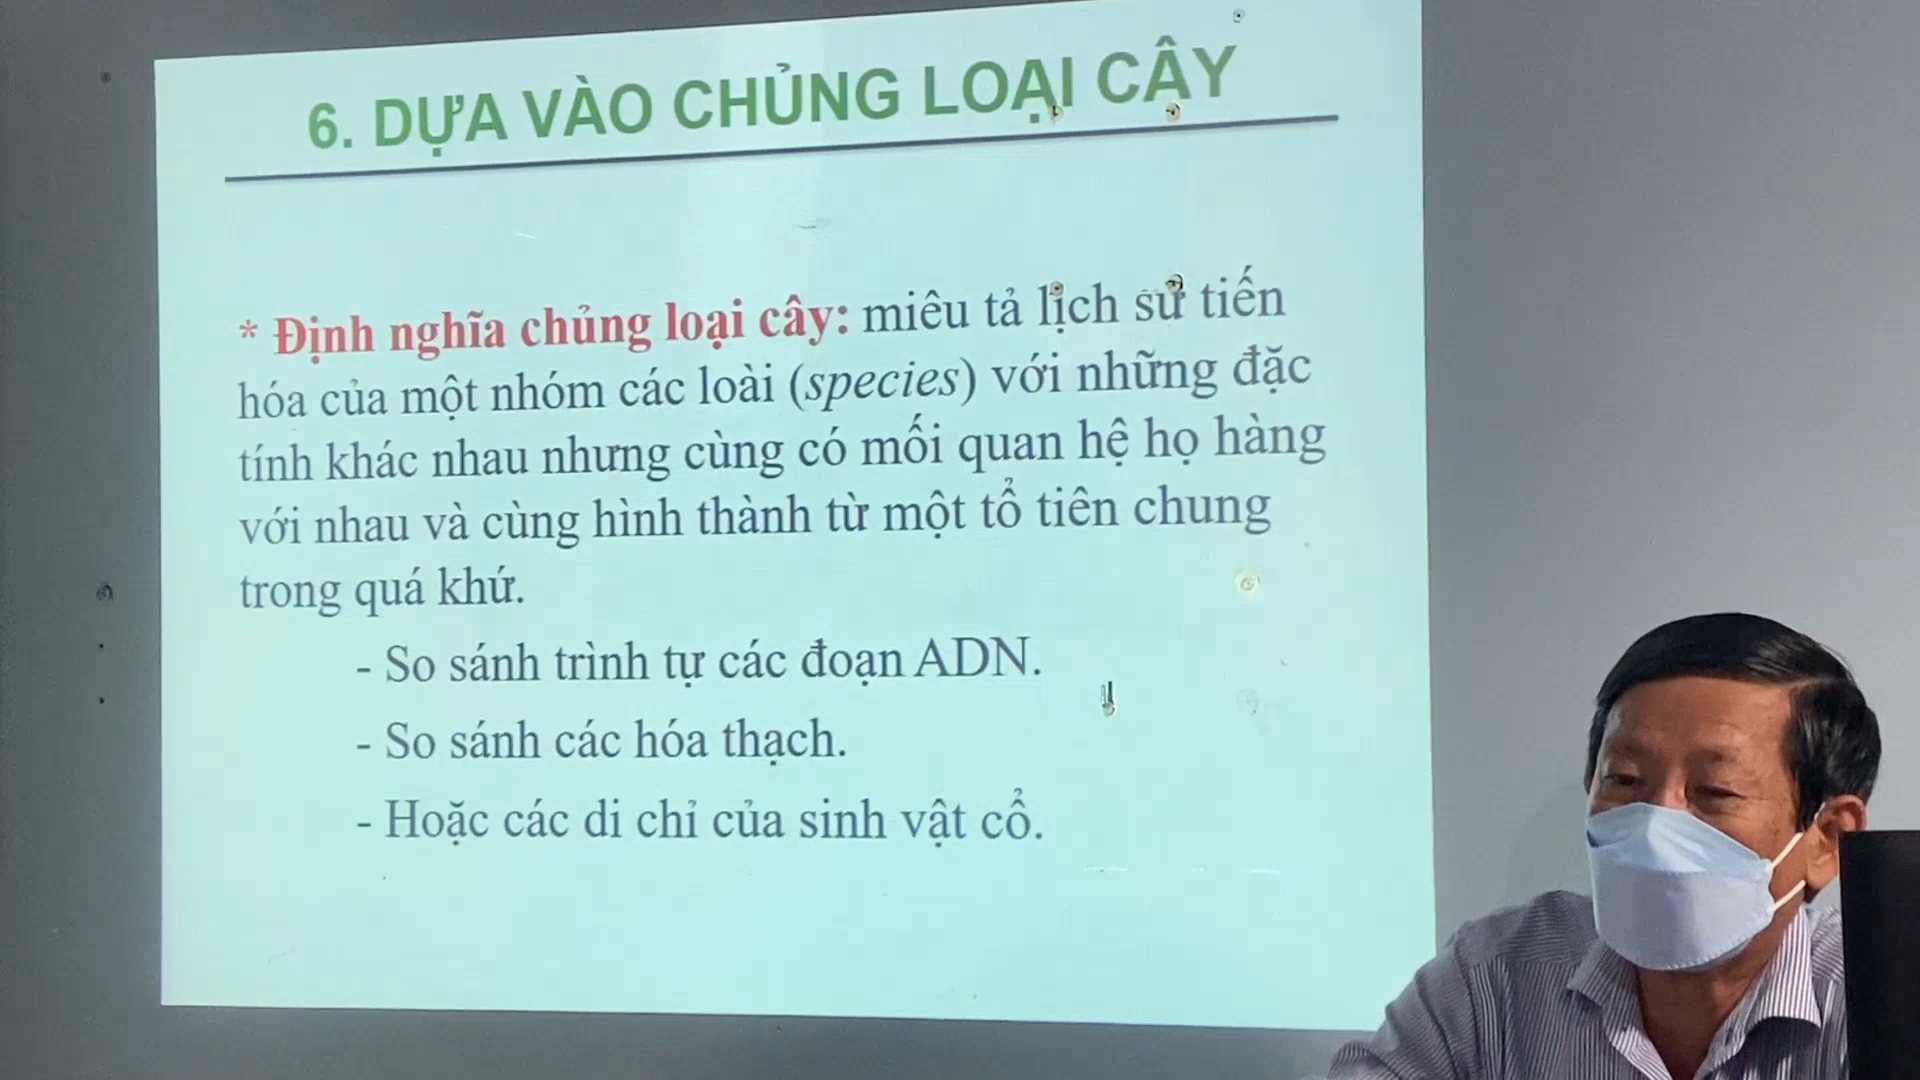 6. DỰA VÀO CHỦNG LOẠI CÂY
* Định nghĩa chủng loại cây: miêu tả lịch sử tiến
hóa của một nhóm các loài (species) với những đặc
tính khác nhau nhưng cùng có mối quan hệ họ hàng
với nhau và cùng hình thành từ một tổ tiên chung
trong quá khứ.
- So sánh trình tự các đoạn ADN.
- So sánh các hóa thạch.
- Hoặc các di chỉ của sinh vật cổ.